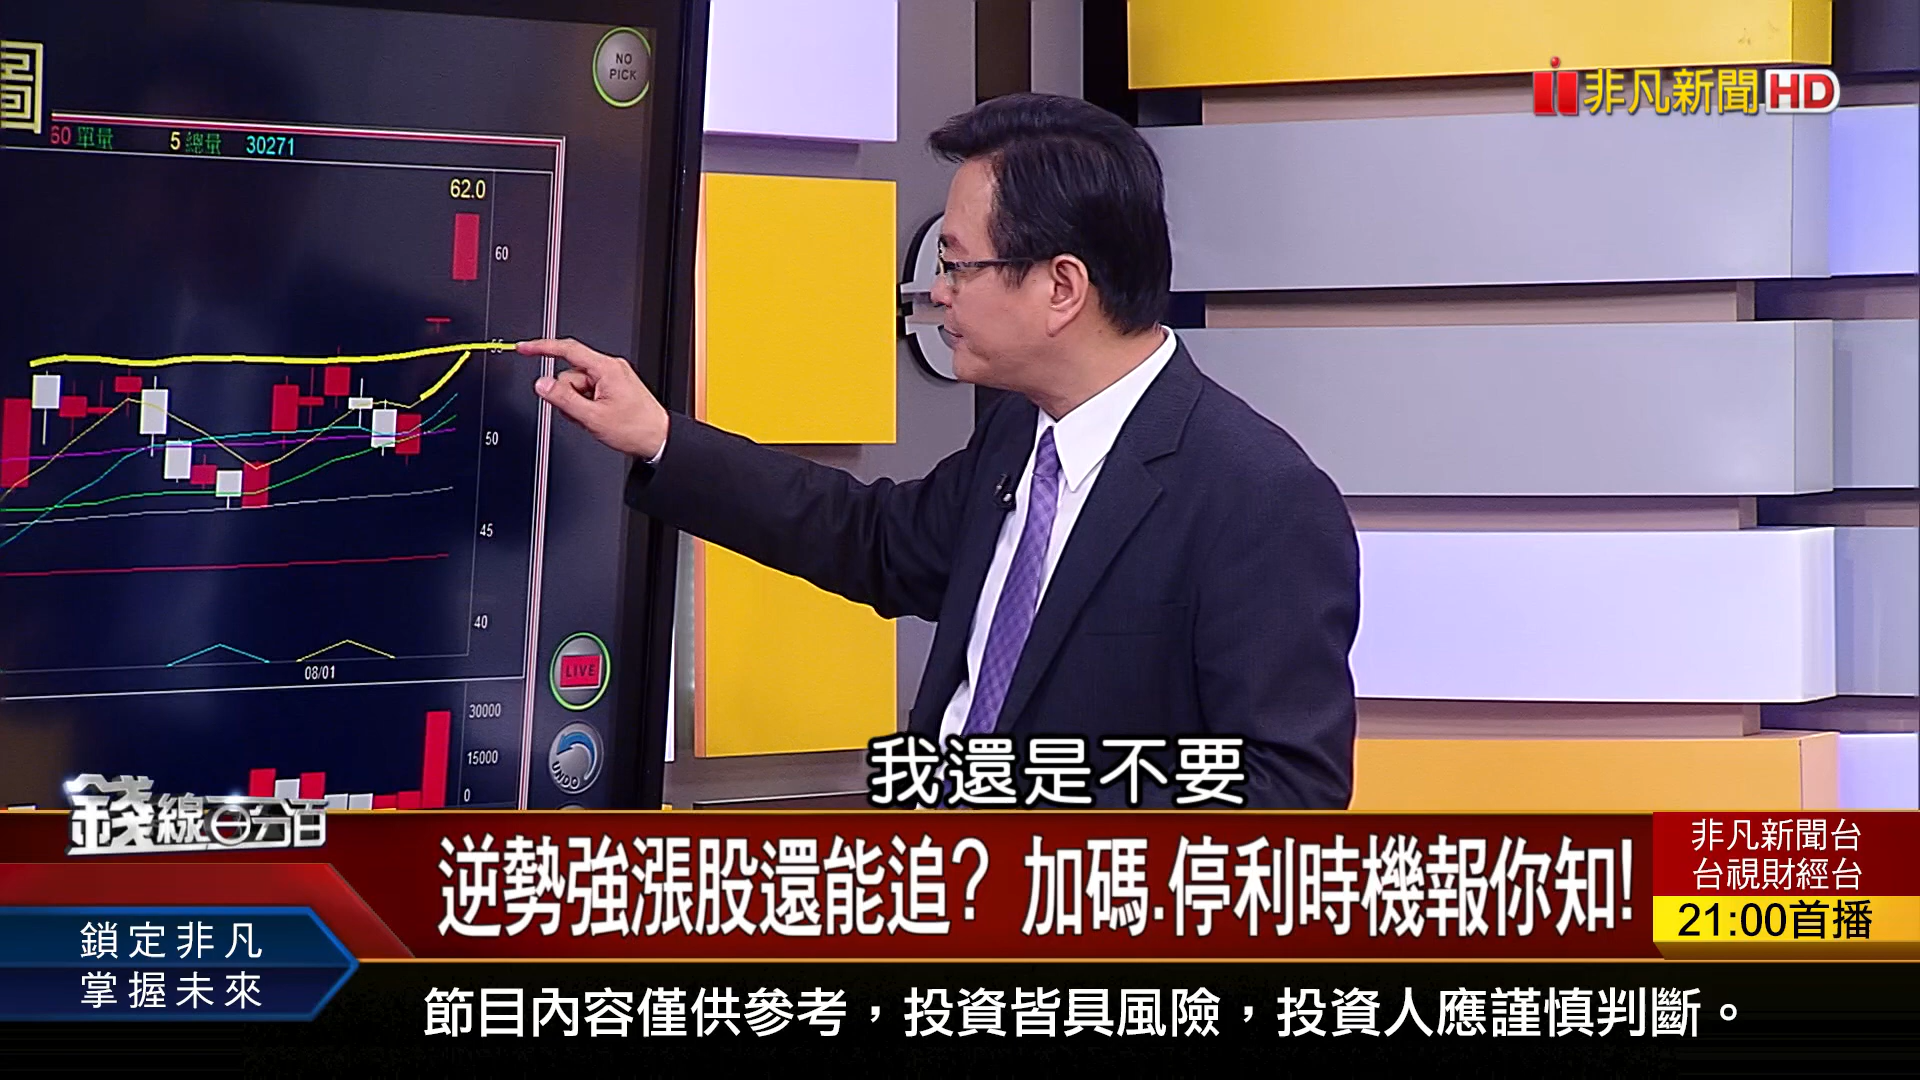 圖
NO
PICK
非凡新聞HD
60 單量 5 總量 30271
62.0
60
55
50
45
40
08/01
LIVE
30000
UNDO
15000
0
我還是不要
錢線百分百
逆勢強漲股還能追? 加碼.停利時機報你知!
非凡新聞台
台視財經台
21:00首播
鎖定非凡
掌握未來
節目內容僅供參考，投資皆具風險，投資人應謹慎判斷。